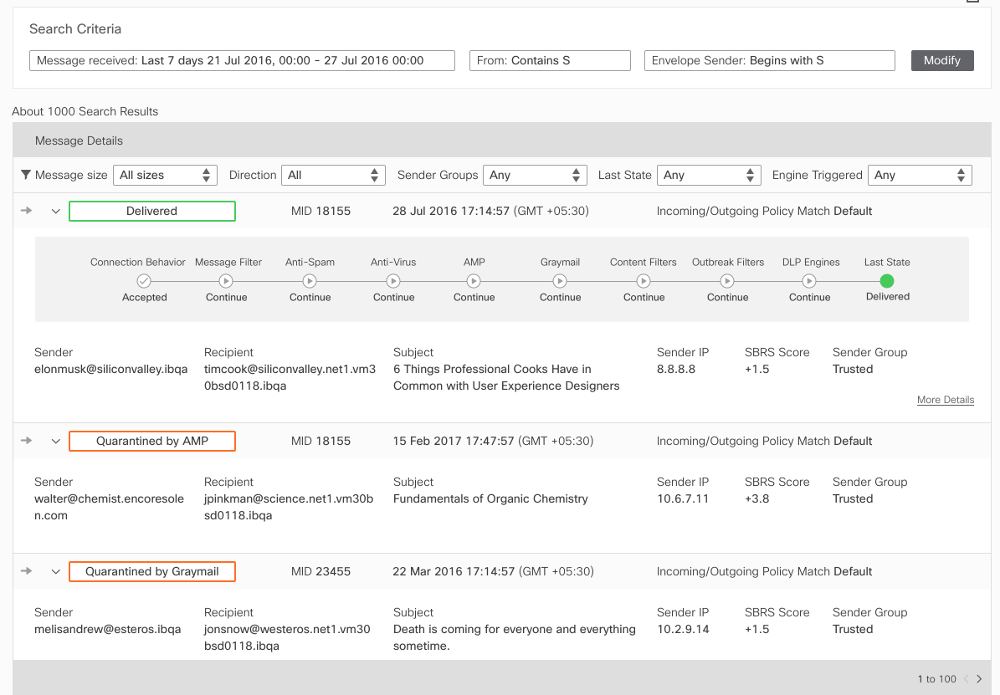 Search Criteria
Message received: Last 7 days 21 Jul 2016, 00:00 - 27 Jul 2016 00:00 From: Contains S Envelope Sender: Begins with S Modify
About 1000 Search Results
Message Details
Message size All sizes Direction All Sender Groups Any Last State Any Engine Triggered Any
Delivered MID 18155 28 Jul 2016 17:14:57 (GMT +05:30) Incoming/Outgoing Policy Match Default
Connection Behavior Message Filter Anti-Spam Anti-Virus AMP Graymail Content Filters Outbreak Filters DLP Engines Last State
Accepted Continue Continue Continue Continue Continue Continue Continue Continue Delivered
Sender Recipient Subject Sender IP SBRS Score Sender Group
elonmusk@siliconvalley.ibqa timcook@siliconvalley.net1.vm3 6 Things Professional Cooks Have in 8.8.8.8 +1.5 Trusted
0bsd0118.ibqa Common with User Experience Designers
More Details
Quarantined by AMP MID 18155 15 Feb 2017 17:47:57 (GMT +05:30) Incoming/Outgoing Policy Match Default
Sender Recipient Subject Sender IP SBRS Score Sender Group
walter@chemist.encoresole jpinkman@science.net1.vm30b Fundamentals of Organic Chemistry 10.6.7.11 +3.8 Trusted
n.com sd0118.ibqa
Quarantined by Graymail MID 23455 22 Mar 2016 17:14:57 (GMT +05:30) Incoming/Outgoing Policy Match Default
Sender Recipient Subject Sender IP SBRS Score Sender Group
melisandrew@esteros.ibqa jonsnow@westeros.net1.vm30 Death is coming for everyone and everything 10.2.9.14 +1.5 Trusted
bsd0118.ibqa sometime.
1 to 100